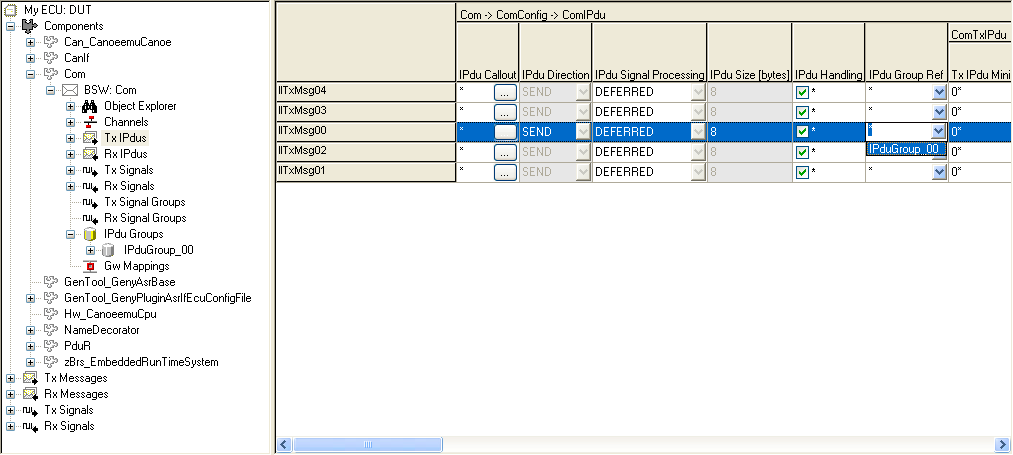 My ECU: DUT
Components
Can_CanoeemuCanoe
CanIf
Com
BSW: Com
Object Explorer
Channels
Tx IPdus
Rx IPdus
Tx Signals
Rx Signals
Tx Signal Groups
Rx Signal Groups
IPdu Groups
IPduGroup_00
Gw Mappings
GenTool_GenyAsrBase
GenTool_GenyPluginAsrIfEcuConfigFile
Hw_CanoeemuCpu
NameDecorator
PduR
zBrs_EmbeddedRunTimeSystem
Tx Messages
Rx Messages
Tx Signals
Rx Signals
Com -> ComConfig -> ComIPdu
ComTxIPdu
IPdu Callout IPdu Direction IPdu Signal Processing IPdu Size [bytes] IPdu Handling IPdu Group Ref Tx IPdu Mini
IlTxMsg04 * ... SEND DEFERRED 8 * * 0*
IlTxMsg03 * ... SEND DEFERRED 8 * * 0*
IlTxMsg00 * ... SEND DEFERRED 8 * * 0*
IlTxMsg02 * ... SEND DEFERRED 8 * IPduGroup_00 0*
IlTxMsg01 * ... SEND DEFERRED 8 * * 0*